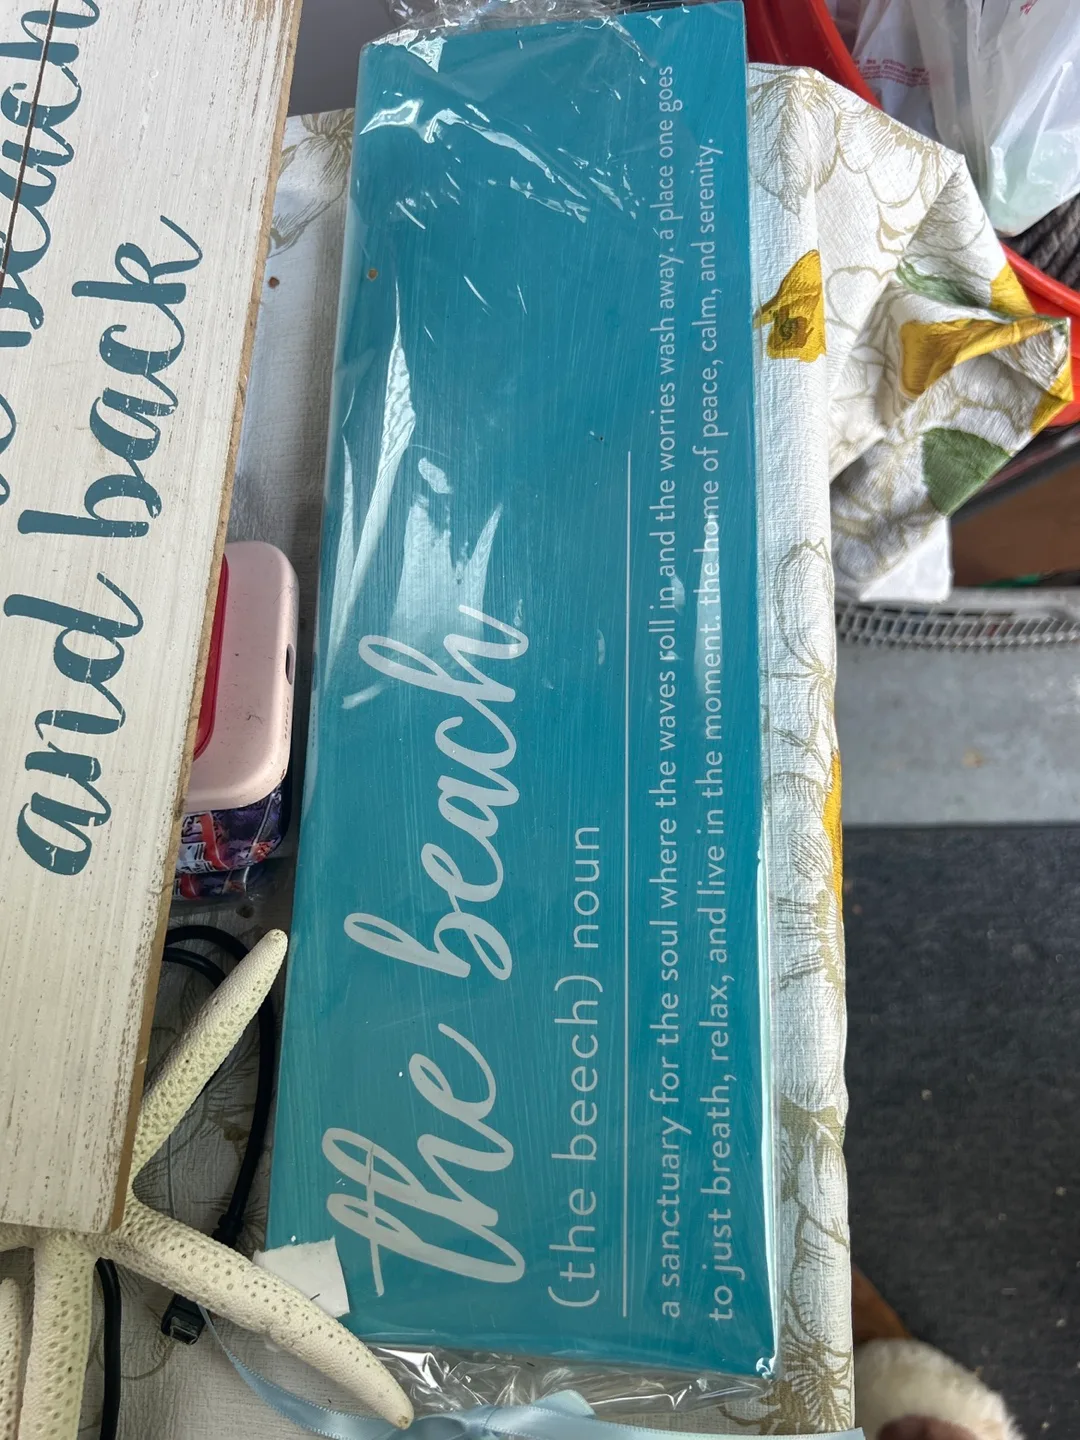 beach
and back
the beach
(the beech) noun
a sanctuary for the soul where the waves roll in and the worries wash away. a place one goes
to just breath, relax, and live in the moment. the home of peace, calm, and serenity.